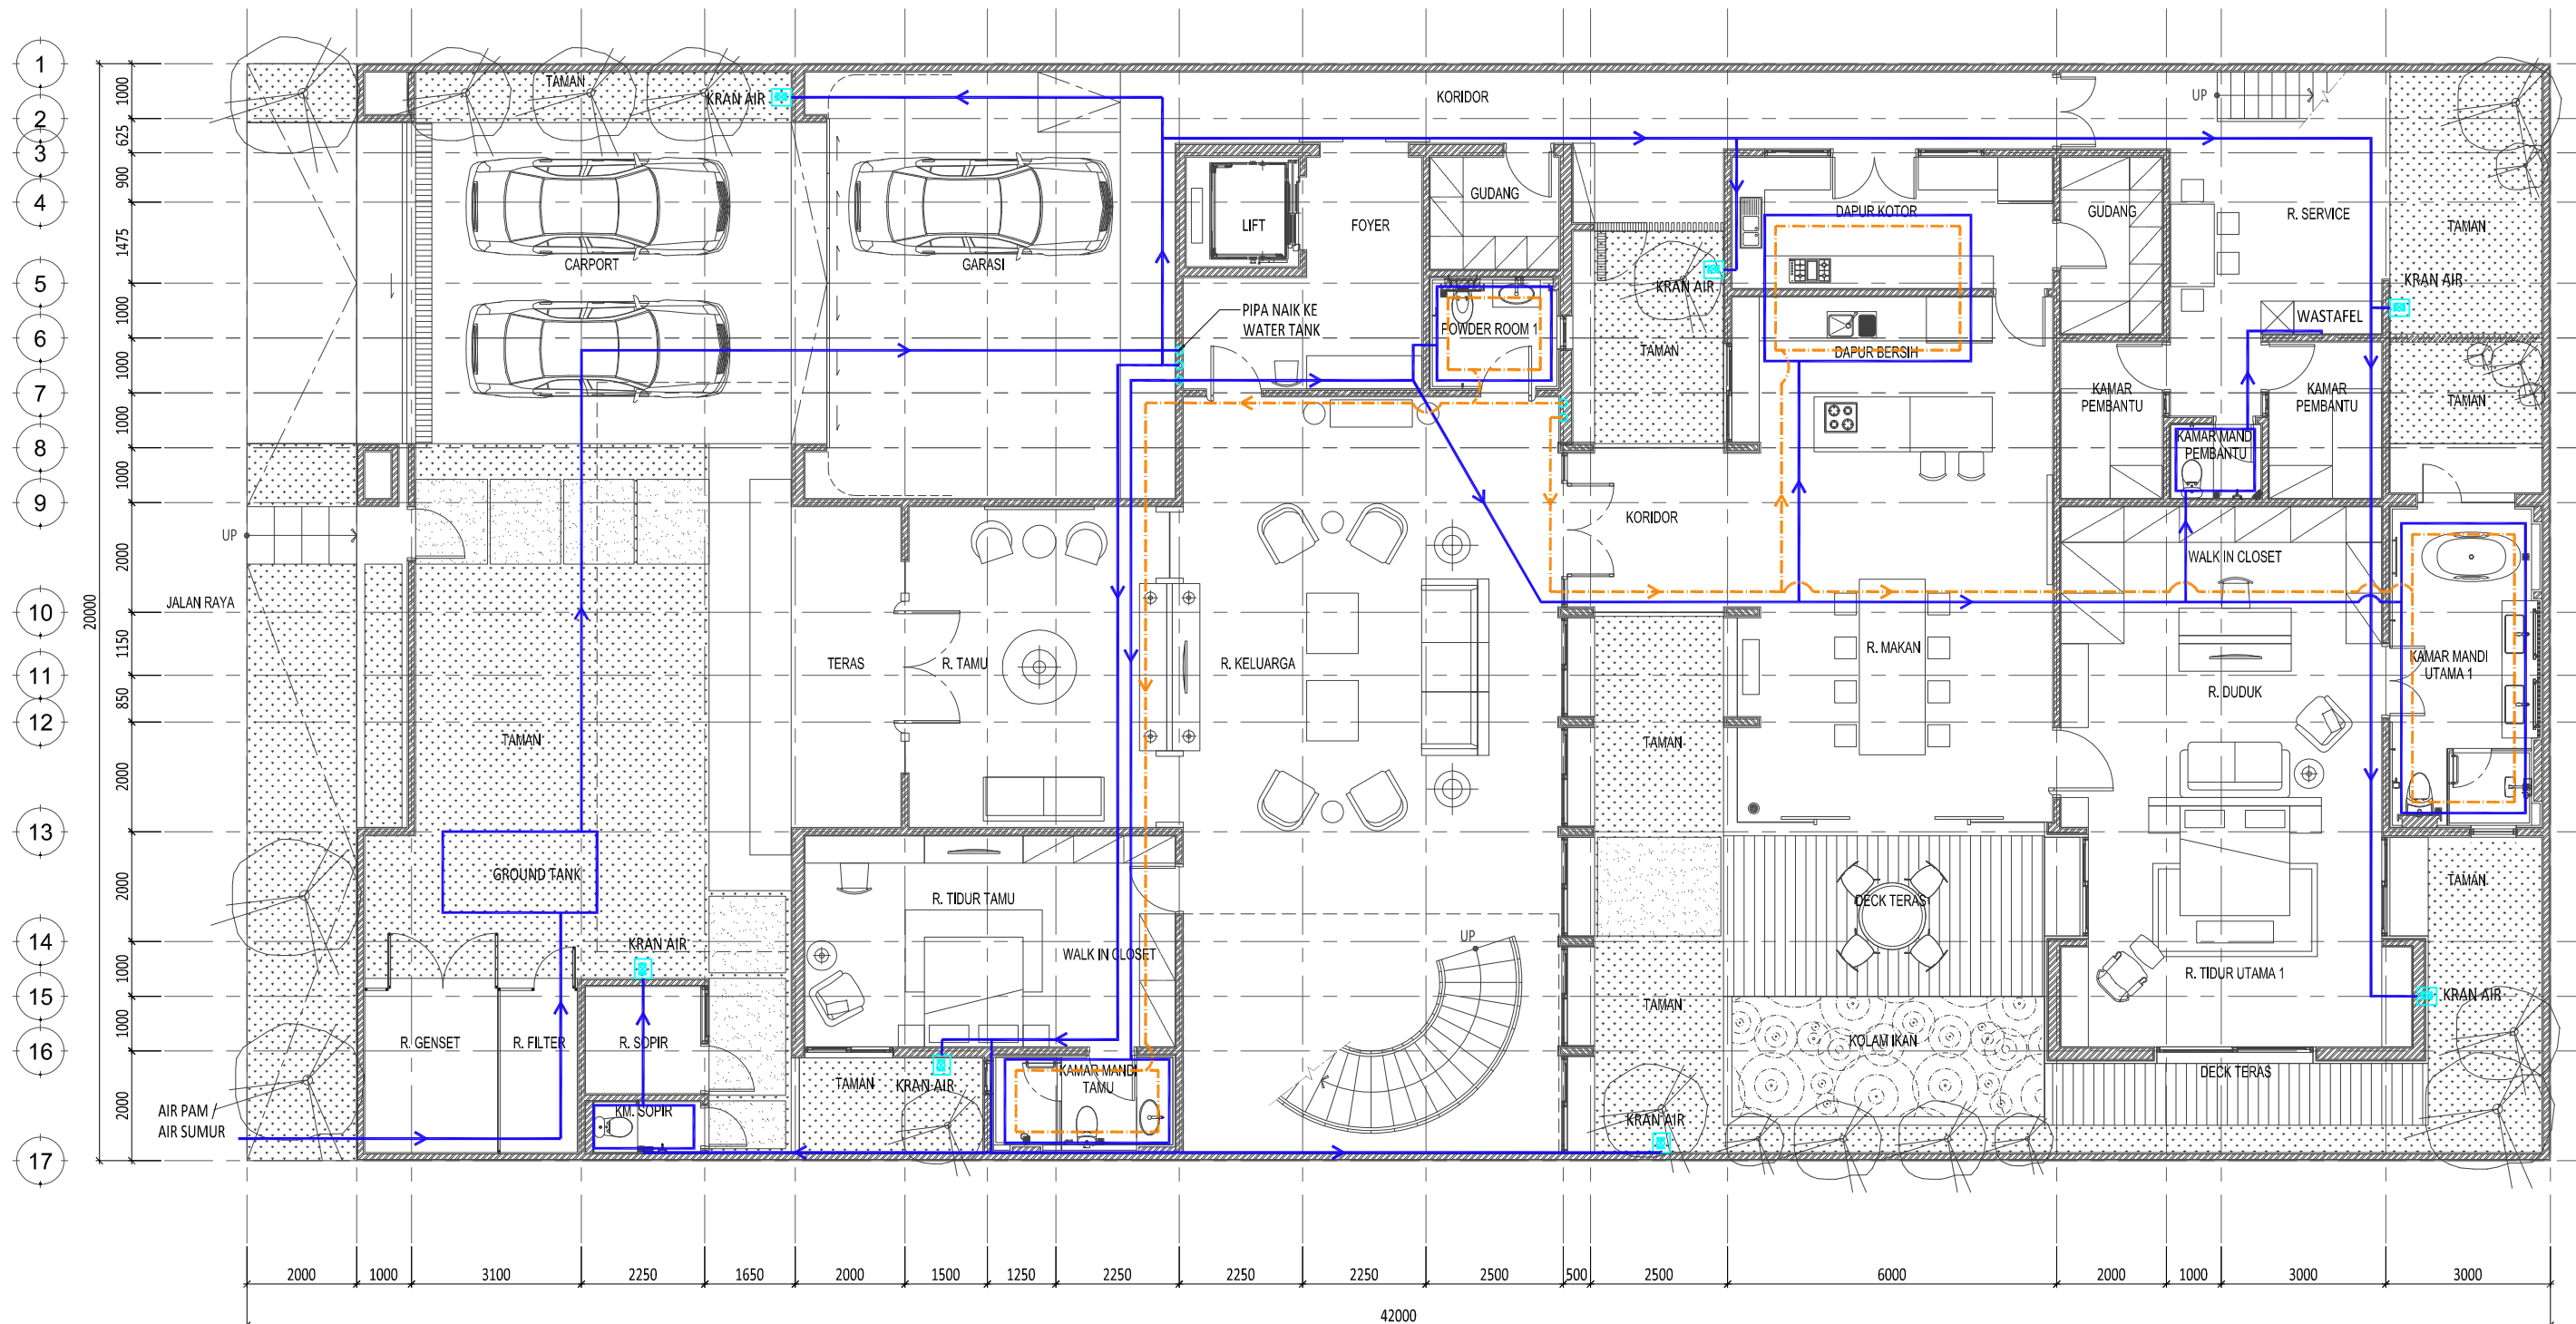 1
2
3
4
5
6
7
8
9
10
11
12
13
14
15
16
17
20000
1000
625
900
1475
1000
1000
1000
1000
2000
1150
850
2000
2000
1000
1000
2000
TAMAN
KRAN AIR
KORIDOR
UP
CARPORT
GARASI
LIFT
FOYER
GUDANG
DAPUR KOTOR
GUDANG
R. SERVICE
TAMAN
KRAN AIR
KRAN AIR
PIPA NAIK KE
WATER TANK
POWDER ROOM 1
TAMAN
DAPUR BERSIH
WASTAFEL
KAMAR
PEMBANTU
KAMAR
PEMBANTU
TAMAN
KAMAR MANDI
PEMBANTU
UP
KORIDOR
WALK IN CLOSET
JALAN RAYA
TERAS
R. TAMU
R. KELUARGA
R. MAKAN
KAMAR MANDI
UTAMA 1
R. DUDUK
TAMAN
TAMAN
GROUND TANK
R. TIDUR TAMU
DECK TERAS
TAMAN
KRAN AIR
WALK IN CLOSET
UP
R. TIDUR UTAMA 1
KRAN AIR
TAMAN
R. GENSET
R. FILTER
R. SOPIR
KOLAM IKAN
DECK TERAS
TAMAN
KRAN AIR
KAMAR MANDI
TAMU
KM. SOPIR
KRAN AIR
AIR PAM /
AIR SUMUR
2000
1000
3100
2250
1650
2000
1500
1250
2250
2250
2250
2500
500
2500
6000
2000
1000
3000
3000
42000